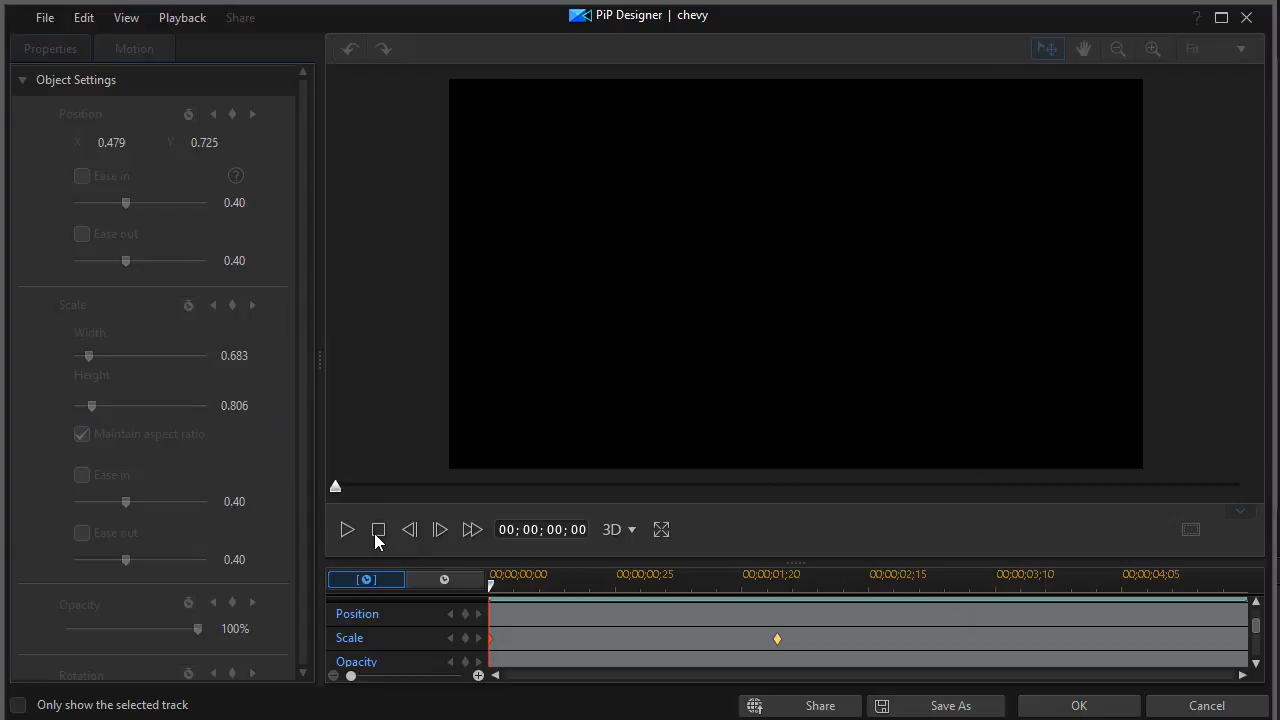 File Edit View Playback Share
PiP Designer | chevy
?
Properties Motion
Fit
Object Settings
Position
X 0.479 Y 0.725
Ease in ?
0.40
Ease out
0.40
Scale
Width
0.683
Height
0.806
Maintain aspect ratio
Ease in
0.40
Ease out
0.40
Opacity
100%
Rotation
00;00;00;00 3D
00;00;00;00 00;00;00;25 00;00;01;20 00;00;02;15 00;00;03;10 00;00;04;05
Position
Scale
Opacity
Only show the selected track
Share Save As OK Cancel